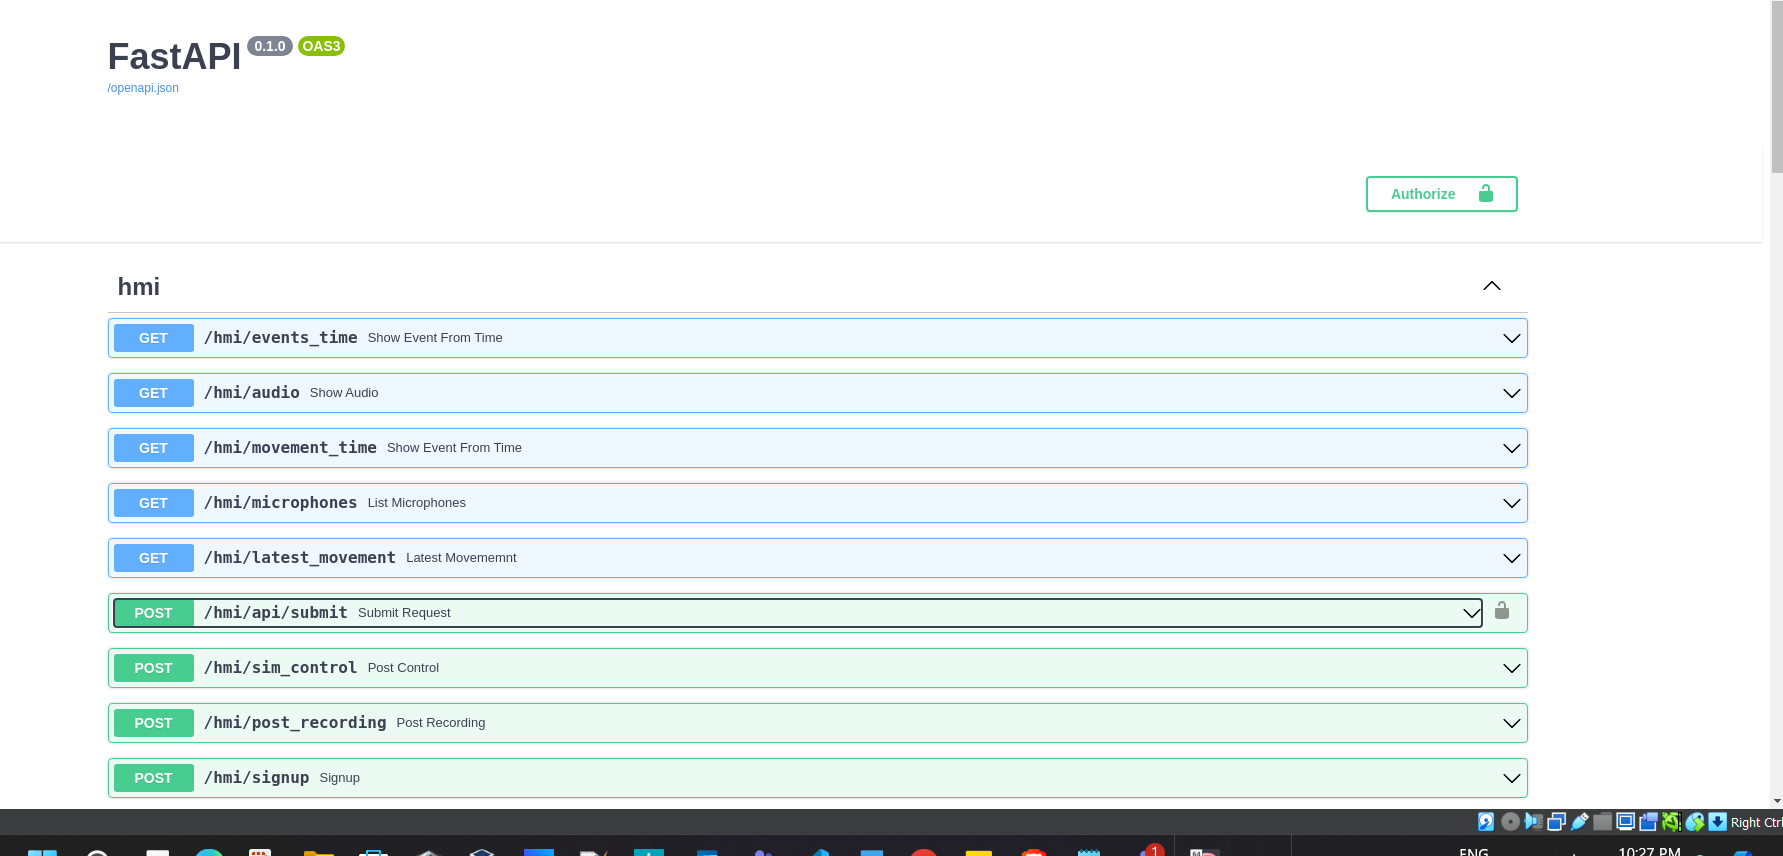 FastAPI 0.1.0 OAS3
/openapi.json
Authorize
hmi
GET /hmi/events_time Show Event From Time
GET /hmi/audio Show Audio
GET /hmi/movement_time Show Event From Time
GET /hmi/microphones List Microphones
GET /hmi/latest_movement Latest Movememnt
POST /hmi/api/submit Submit Request
POST /hmi/sim_control Post Control
POST /hmi/post_recording Post Recording
POST /hmi/signup Signup
Right Ctrl
1
ENG
10:27 PM